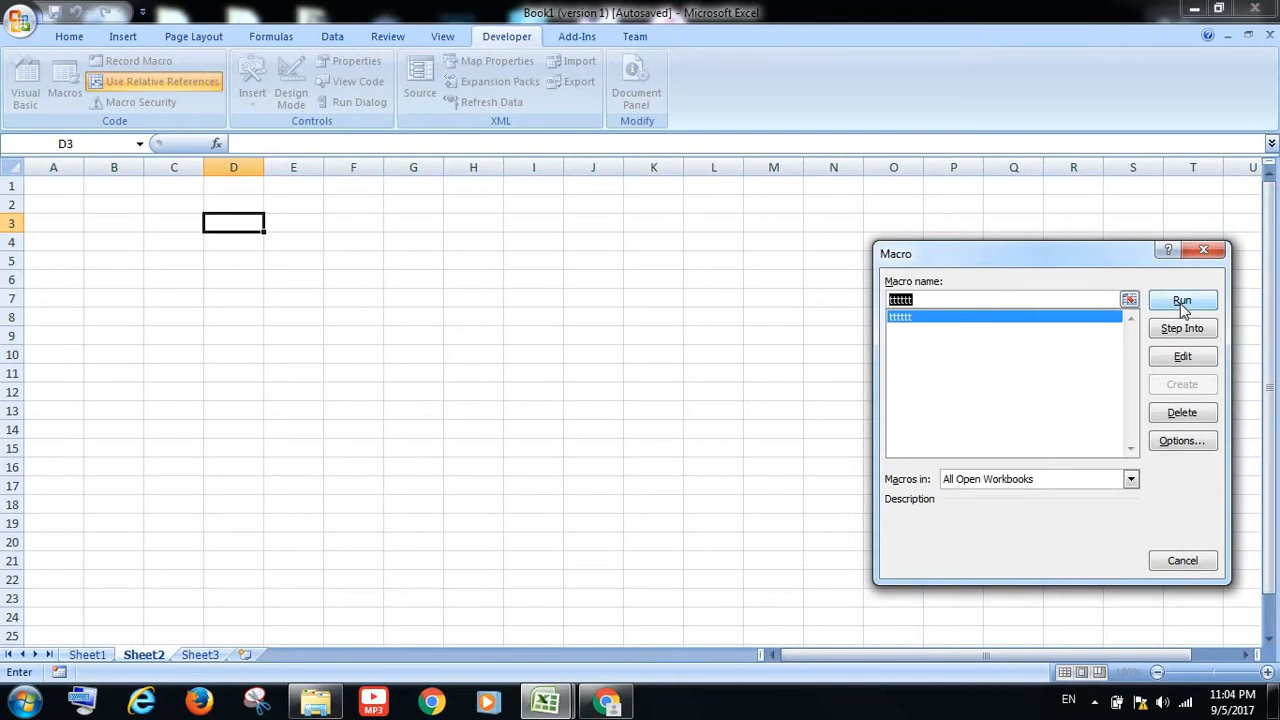 Book1 (version 1) [Autosaved] - Microsoft Excel
Home Insert Page Layout Formulas Data Review View Developer Add-Ins Team
Visual Basic
Macros
Record Macro
Use Relative References
Macro Security
Code
Insert
Design Mode
Properties
View Code
Run Dialog
Controls
Source
Map Properties
Expansion Packs
Refresh Data
Import
Export
XML
Document Panel
Modify
D3 fx
A B C D E F G H I J K L M N O P Q R S T U
1
2
3
4
5
6
7
8
9
10
11
12
13
14
15
16
17
18
19
20
21
22
23
24
25
Macro
?
Macro name:
tttttt
tttttt
Run
Step Into
Edit
Create
Delete
Options...
Macros in: All Open Workbooks
Description
Cancel
Sheet1 Sheet2 Sheet3
Enter 100%
MP3
EN
11:04 PM
9/5/2017